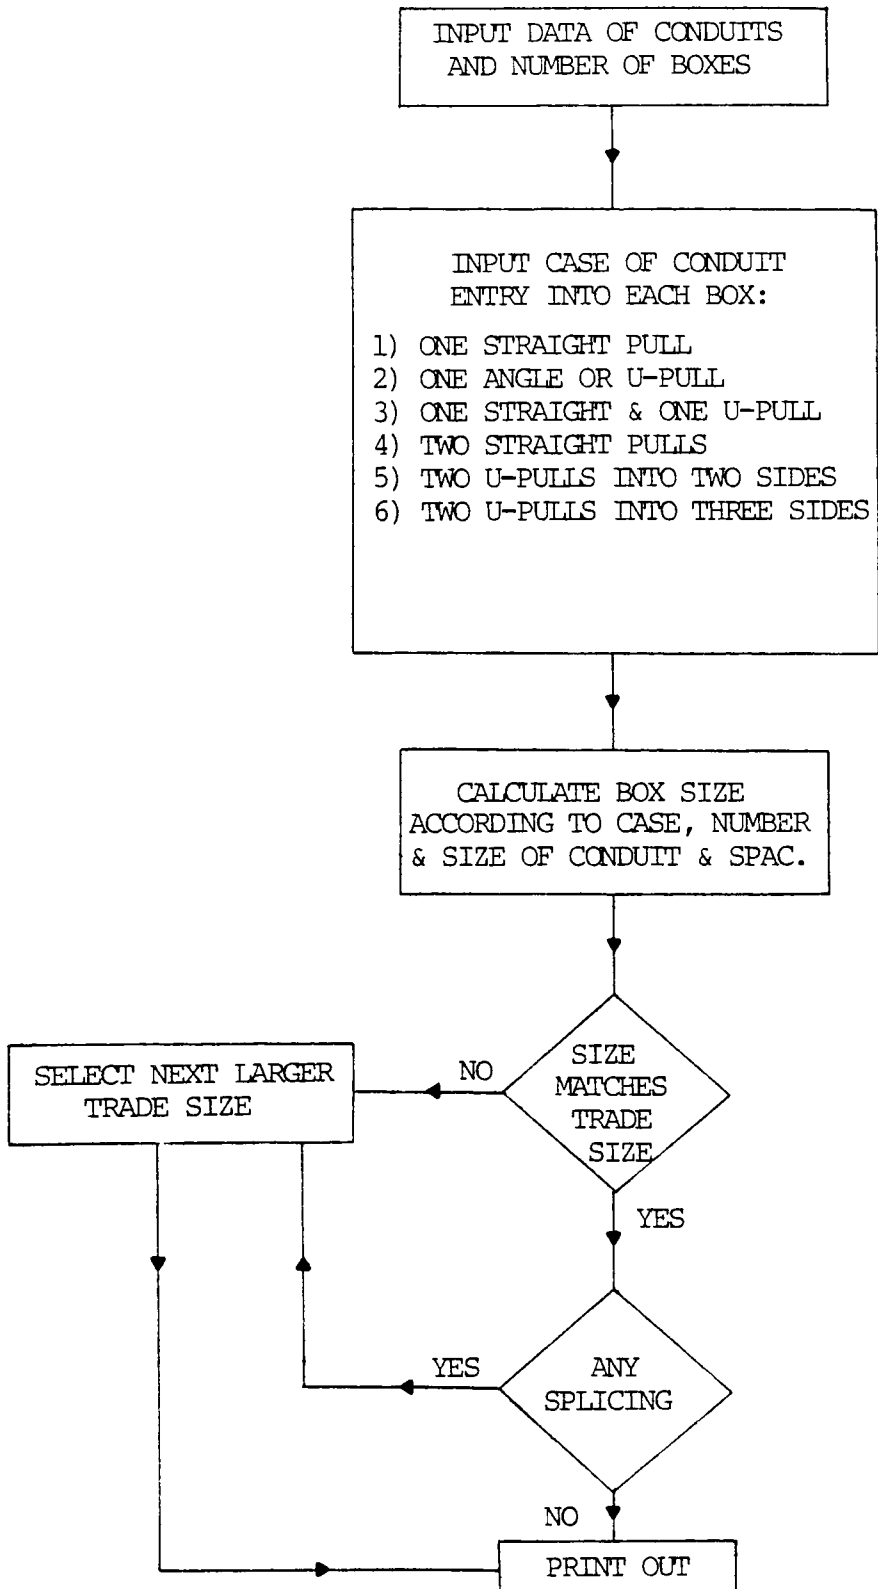 INPUT DATA OF CONDUITS
AND NUMBER OF BOXES
INPUT CASE OF CONDUIT
ENTRY INTO EACH BOX:
1) ONE STRAIGHT PULL
2) ONE ANGLE OR U-PULL
3) ONE STRAIGHT & ONE U-PULL
4) TWO STRAIGHT PULLS
5) TWO U-PULLS INTO TWO SIDES
6) TWO U-PULLS INTO THREE SIDES
CALCULATE BOX SIZE
ACCORDING TO CASE, NUMBER
& SIZE OF CONDUIT & SPAC.
SIZE
MATCHES
TRADE
SIZE
NO
SELECT NEXT LARGER
TRADE SIZE
YES
ANY
SPLICING
YES
NO
PRINT OUT